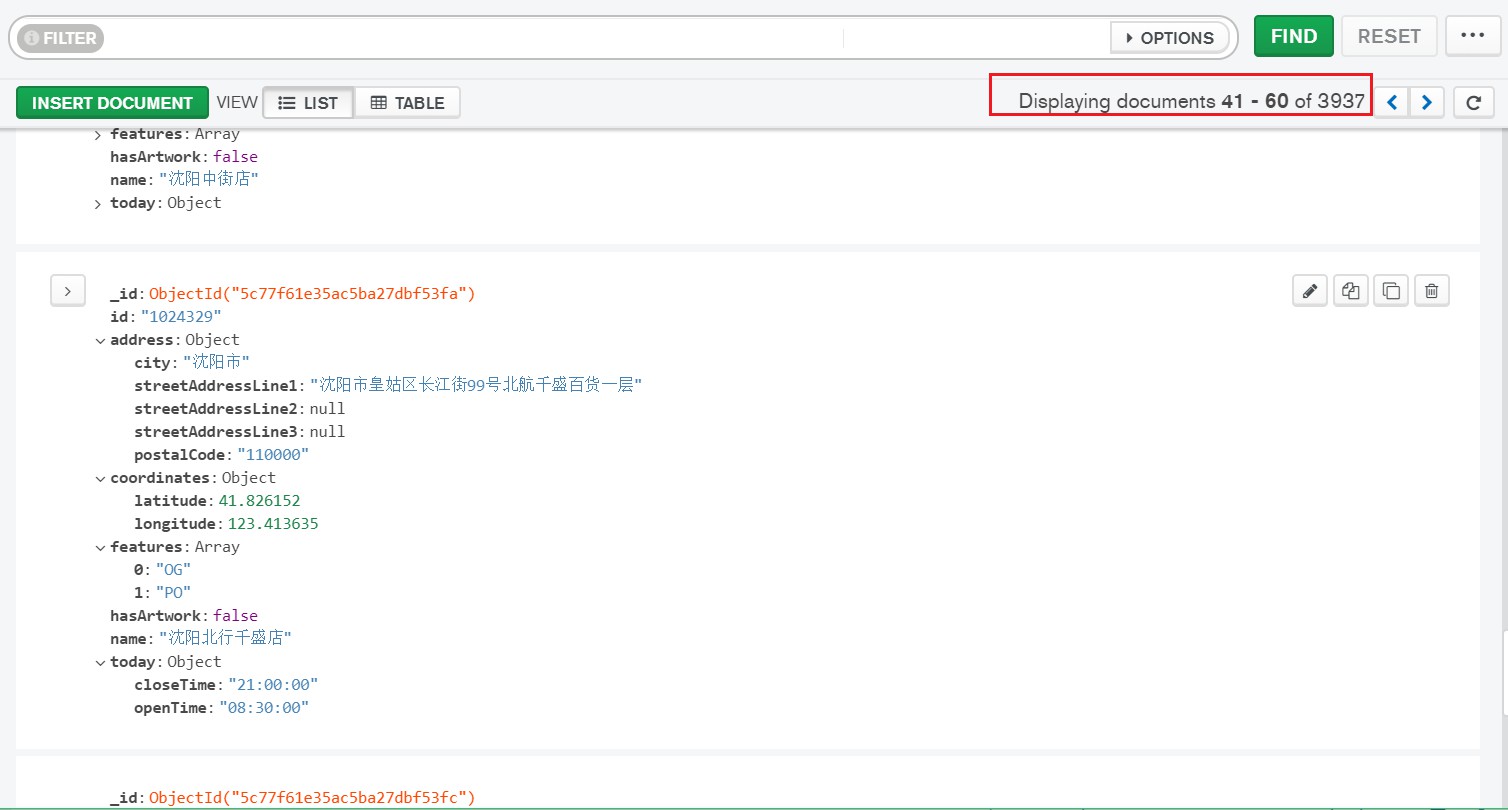 FILTER
OPTIONS
FIND
RESET
INSERT DOCUMENT
VIEW
LIST
TABLE
Displaying documents 41 - 60 of 3937
features: Array
hasArtwork: false
name: "沈阳中街店"
today: Object
_id: ObjectId("5c77f61e35ac5ba27dbf53fa")
id: "1024329"
address: Object
city: "沈阳市"
streetAddressLine1: "沈阳市皇姑区长江街99号北航千盛百货一层"
streetAddressLine2: null
streetAddressLine3: null
postalCode: "110000"
coordinates: Object
latitude: 41.826152
longitude: 123.413635
features: Array
0: "OG"
1: "PO"
hasArtwork: false
name: "沈阳北行千盛店"
today: Object
closeTime: "21:00:00"
openTime: "08:30:00"
_id: ObjectId("5c77f61e35ac5ba27dbf53fc")